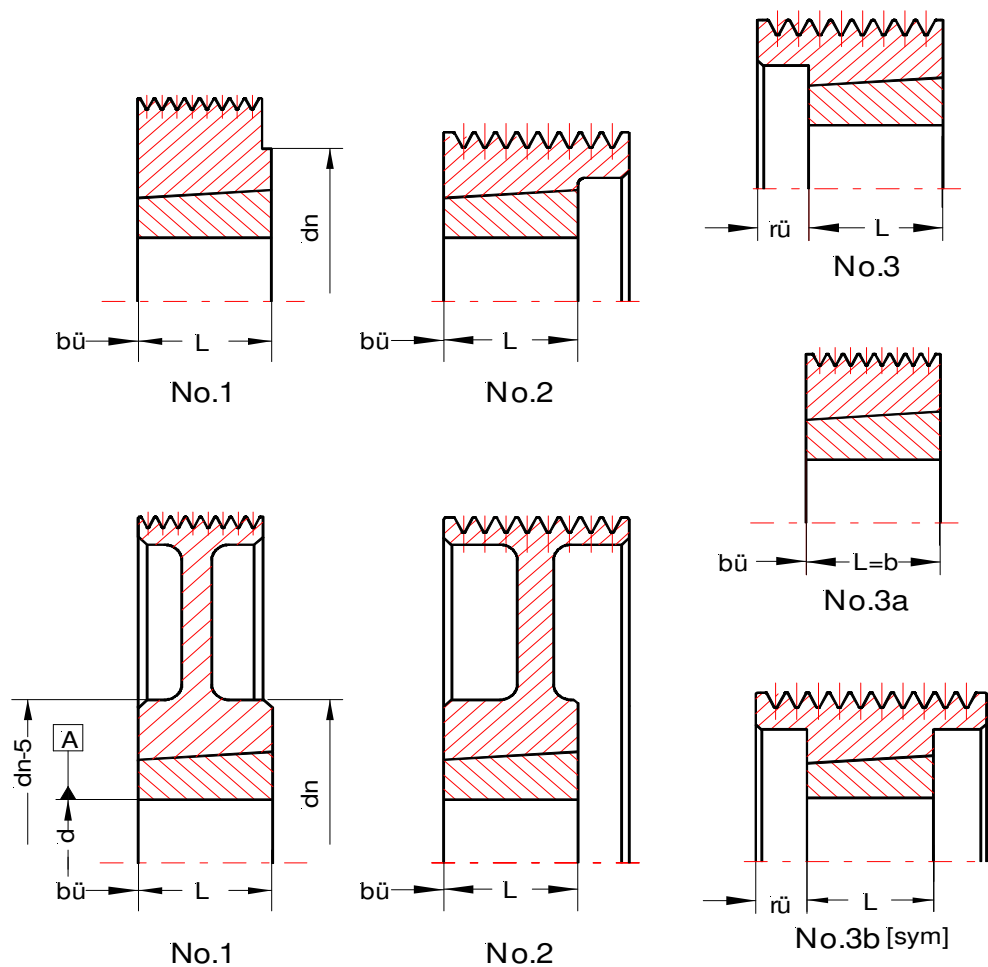 dn
bü L
No.1
bü L
No.2
rü L
No.3
bü L=b
No.3a
dn-5
A
d
dn
bü L
No.1
bü L
No.2
rü L
No.3b [sym]